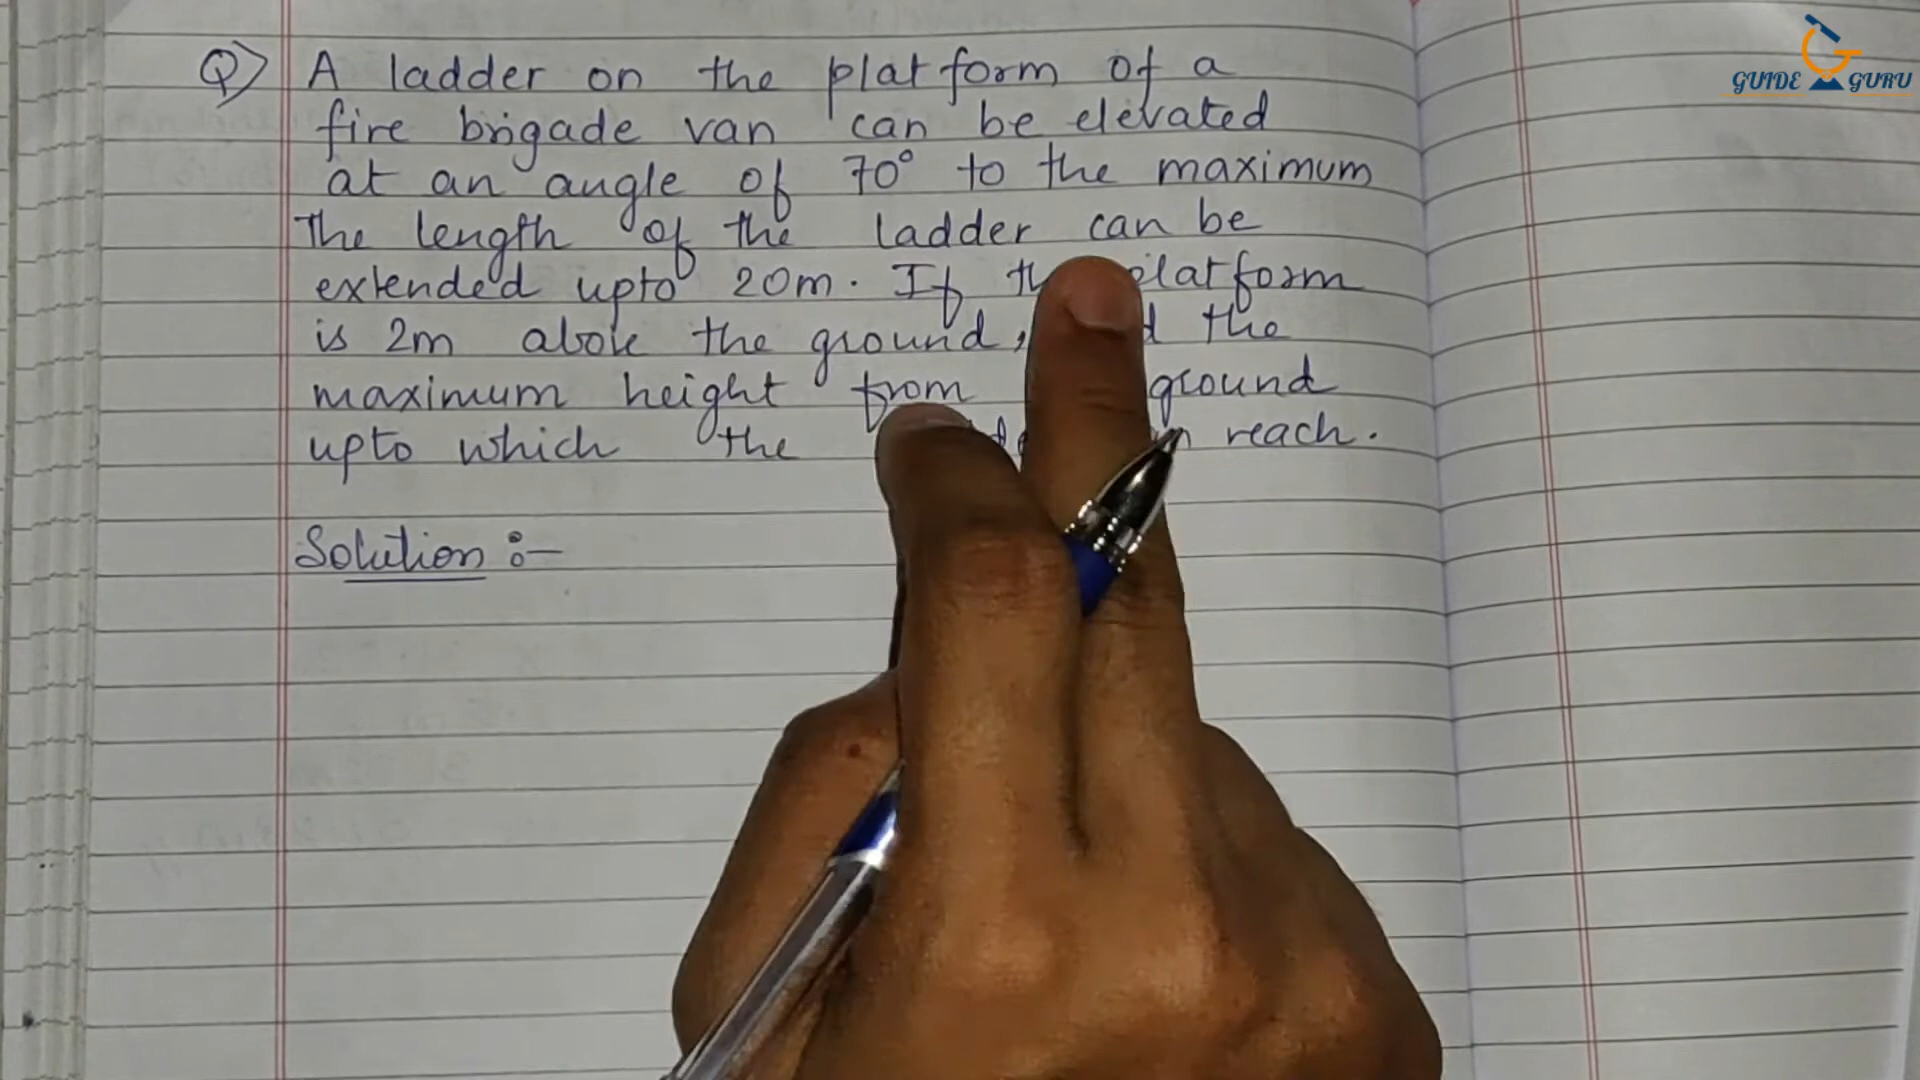 Q) A ladder on the platform of a
fire brigade van can be elevated
at an angle of 70° to the maximum
The length of the ladder can be
extended upto 20m. If platform
is 2m above the ground, the
maximum height from ground
upto which the reach.
Solution :-
GUIDE GURU